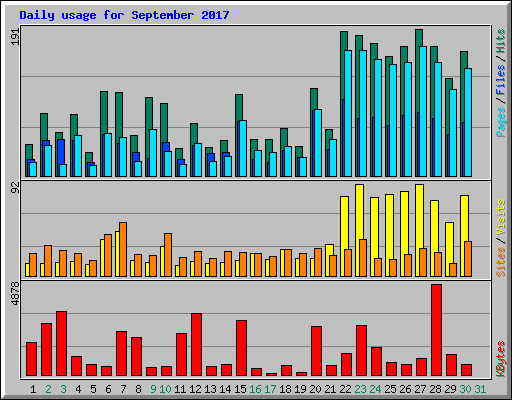 Daily usage for September 2017
191
Pages / Files / Hits
92
Sites / Visits
4878
KBytes
1 2 3 4 5 6 7 8 9 10 11 12 13 14 15 16 17 18 19 20 21 22 23 24 25 26 27 28 29 30 31